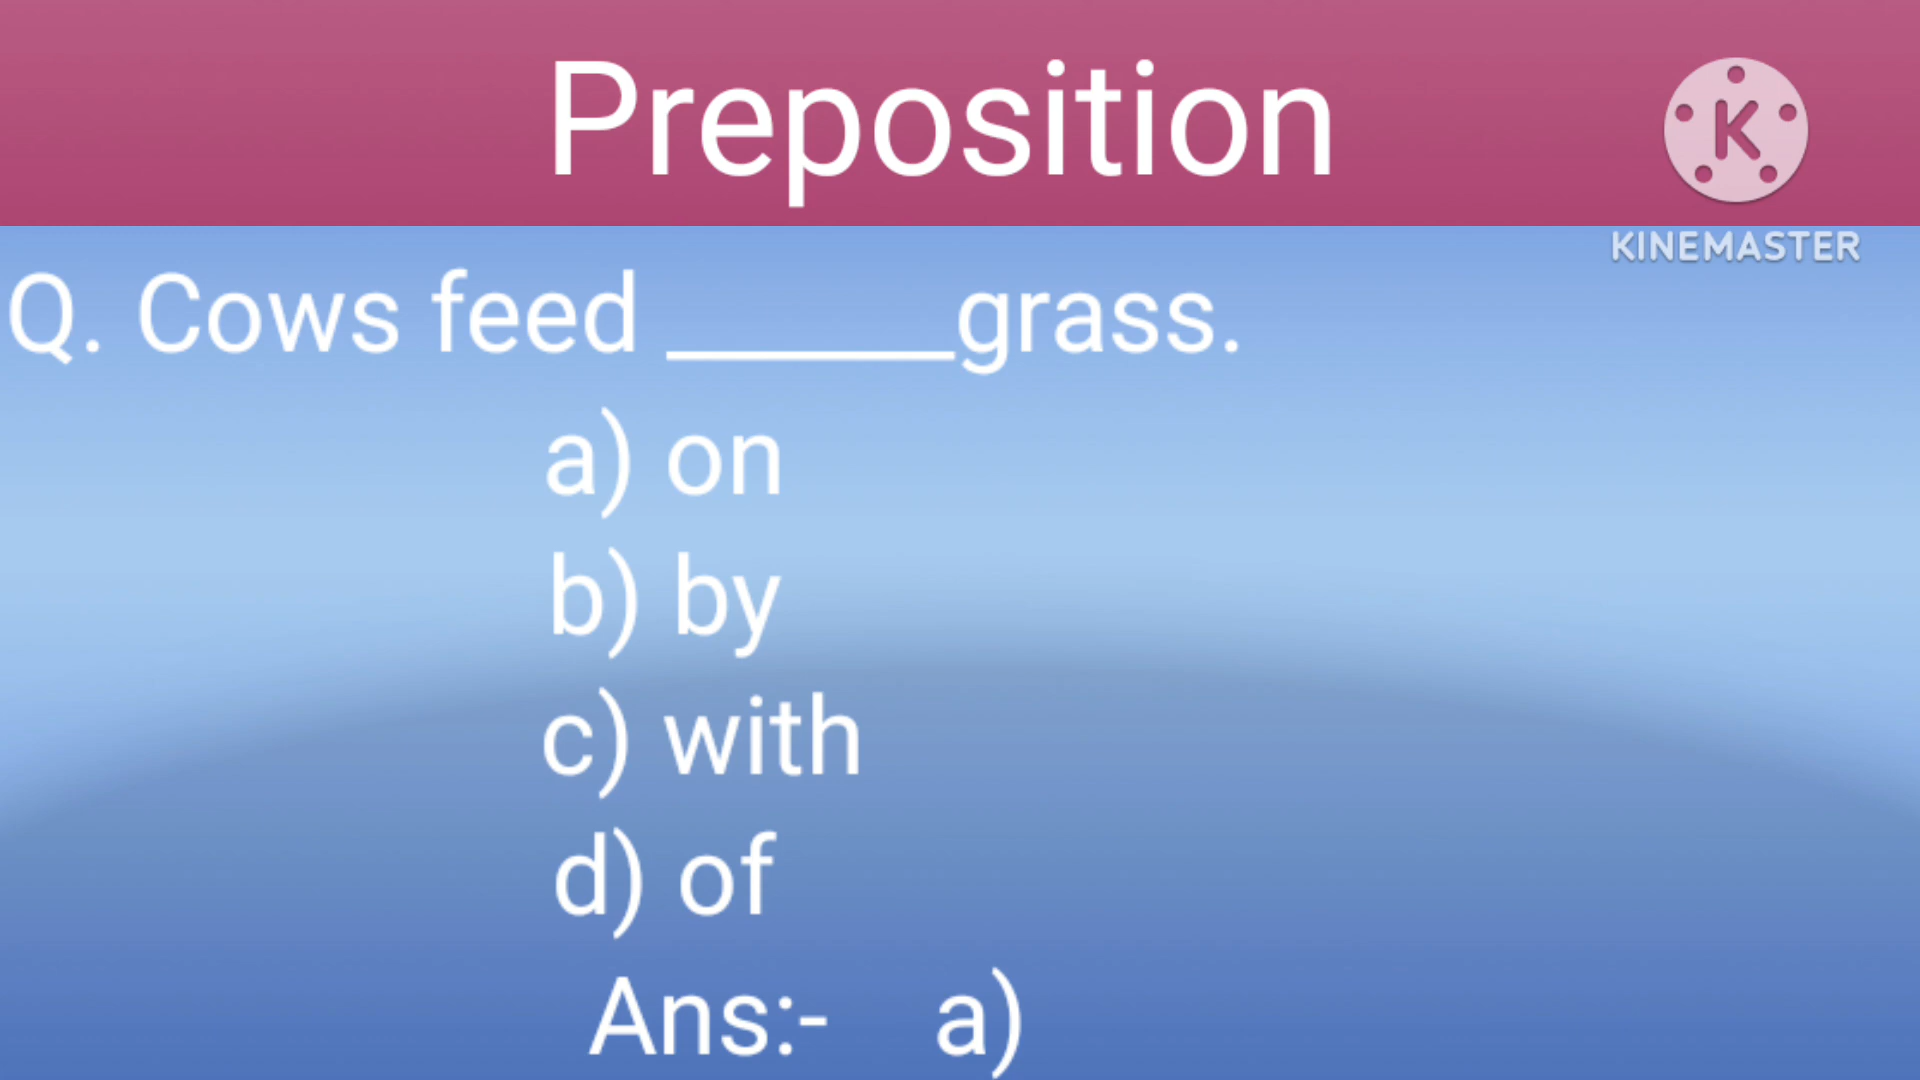 Preposition
K
KINEMASTER
Q. Cows feed ______grass.
a) on
b) by
c) with
d) of
Ans:- a)